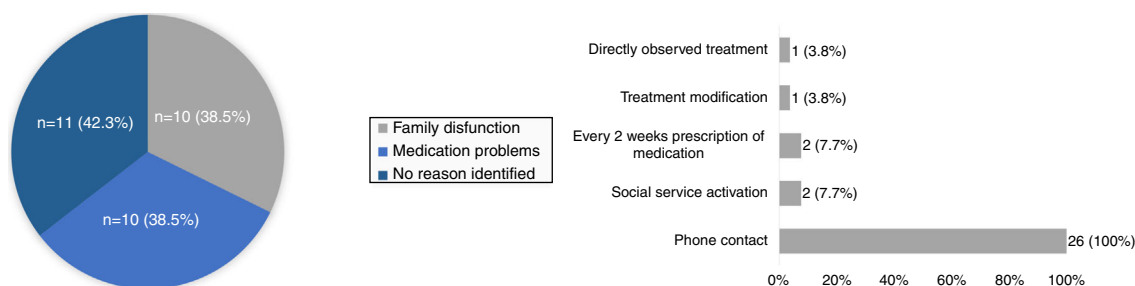 n=11 (42.3%)
n=10 (38.5%)
n=10 (38.5%)
Family disfunction
Medication problems
No reason identified
Directly observed treatment
1 (3.8%)
Treatment modification
1 (3.8%)
Every 2 weeks prescription of
medication
2 (7.7%)
Social service activation
2 (7.7%)
Phone contact
26 (100%)
0% 20% 40% 60% 80% 100%